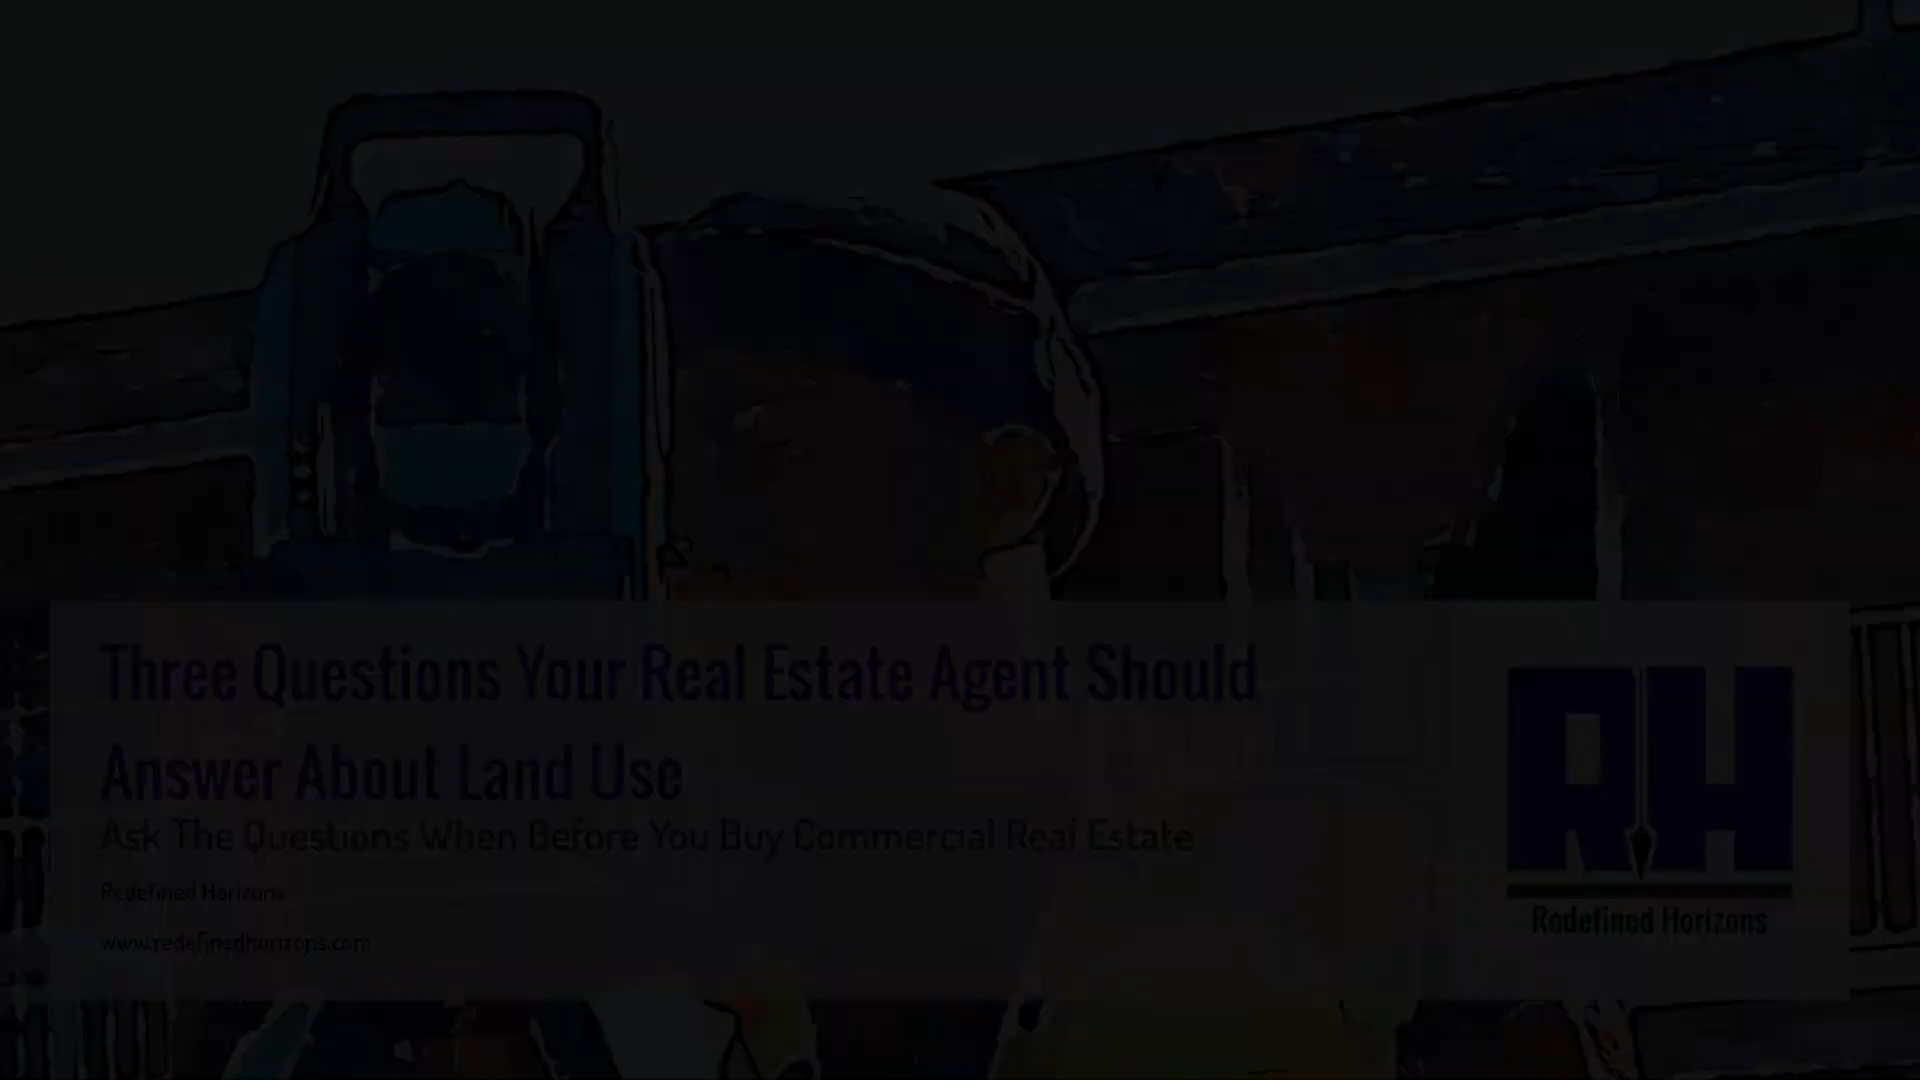 Three Questions Your Real Estate Agent Should
Answer About Land Use
Ask The Questions When Before You Buy Commercial Real Estate
Redefined Horizons
www.redefinedhorizons.com
RH
Redefined Horizons